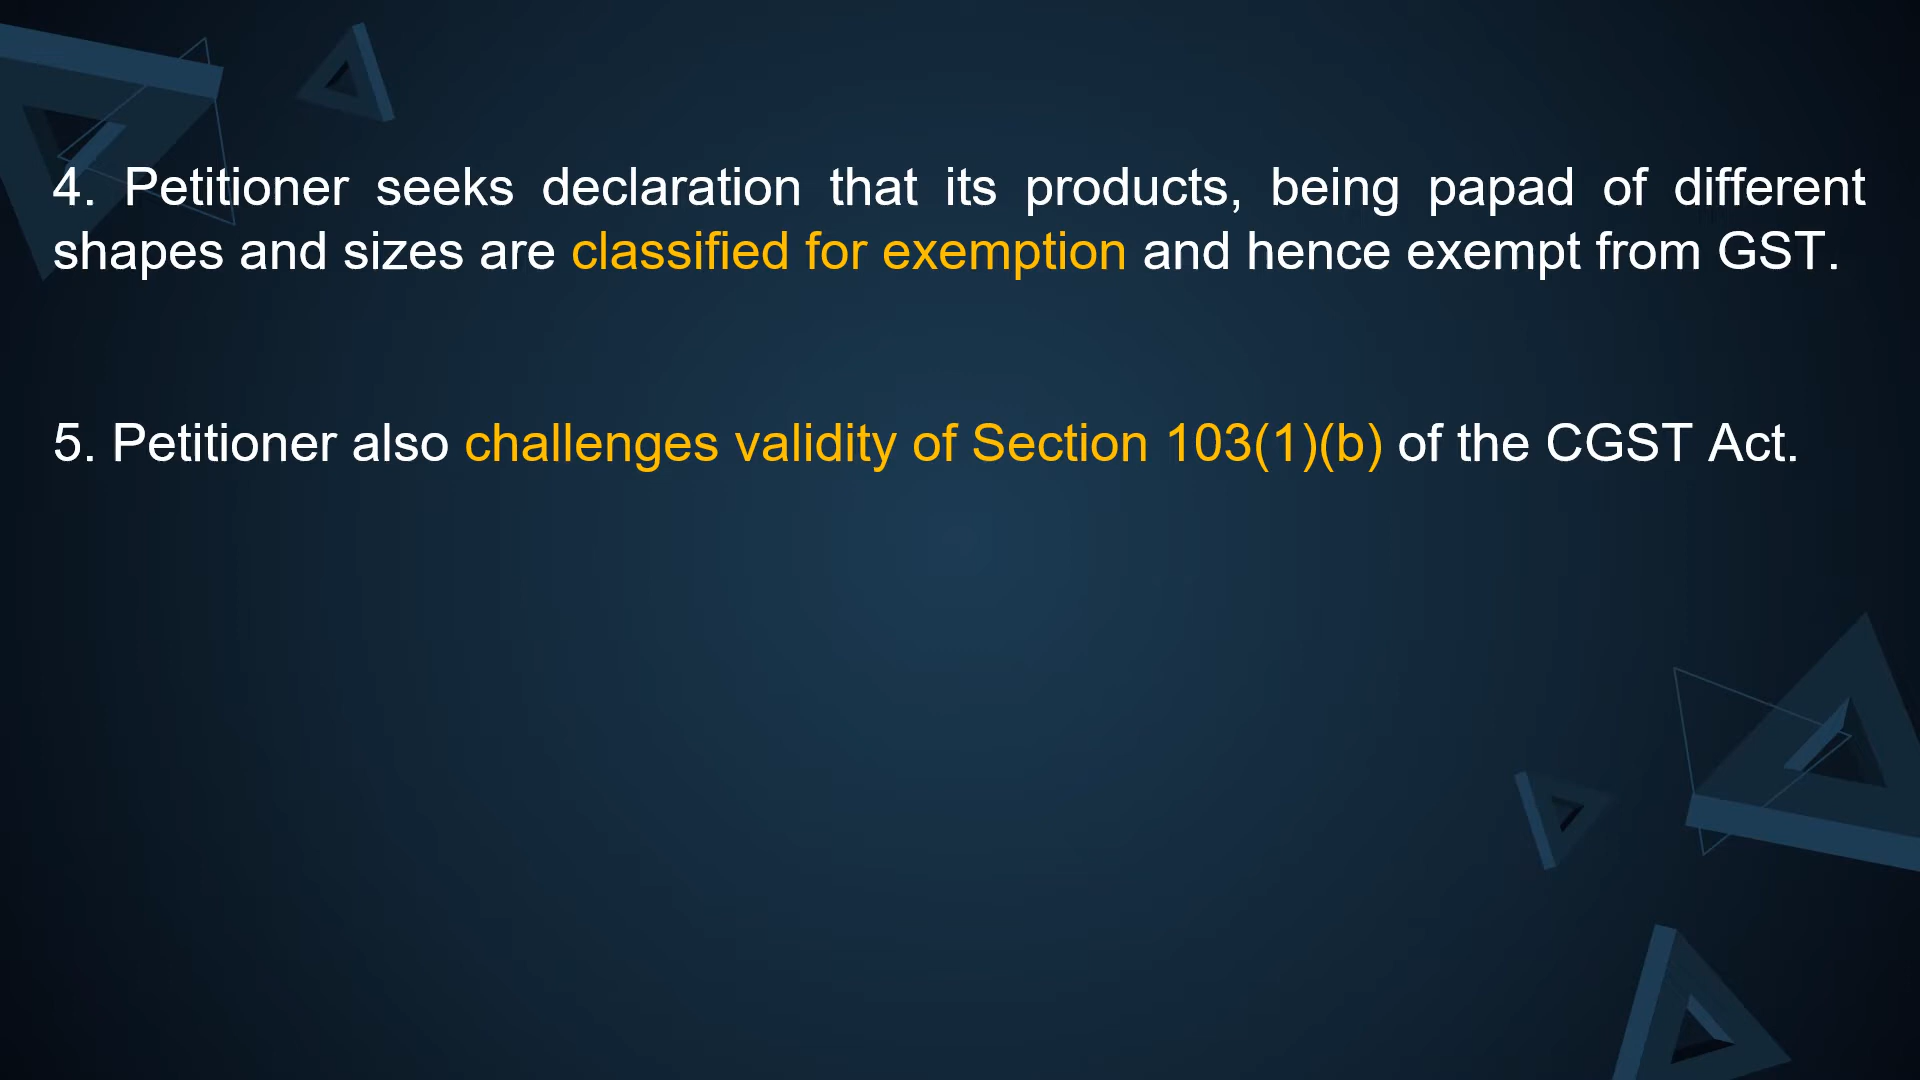 4. Petitioner seeks declaration that its products, being papad of different
shapes and sizes are classified for exemption and hence exempt from GST.
5. Petitioner also challenges validity of Section 103(1)(b) of the CGST Act.